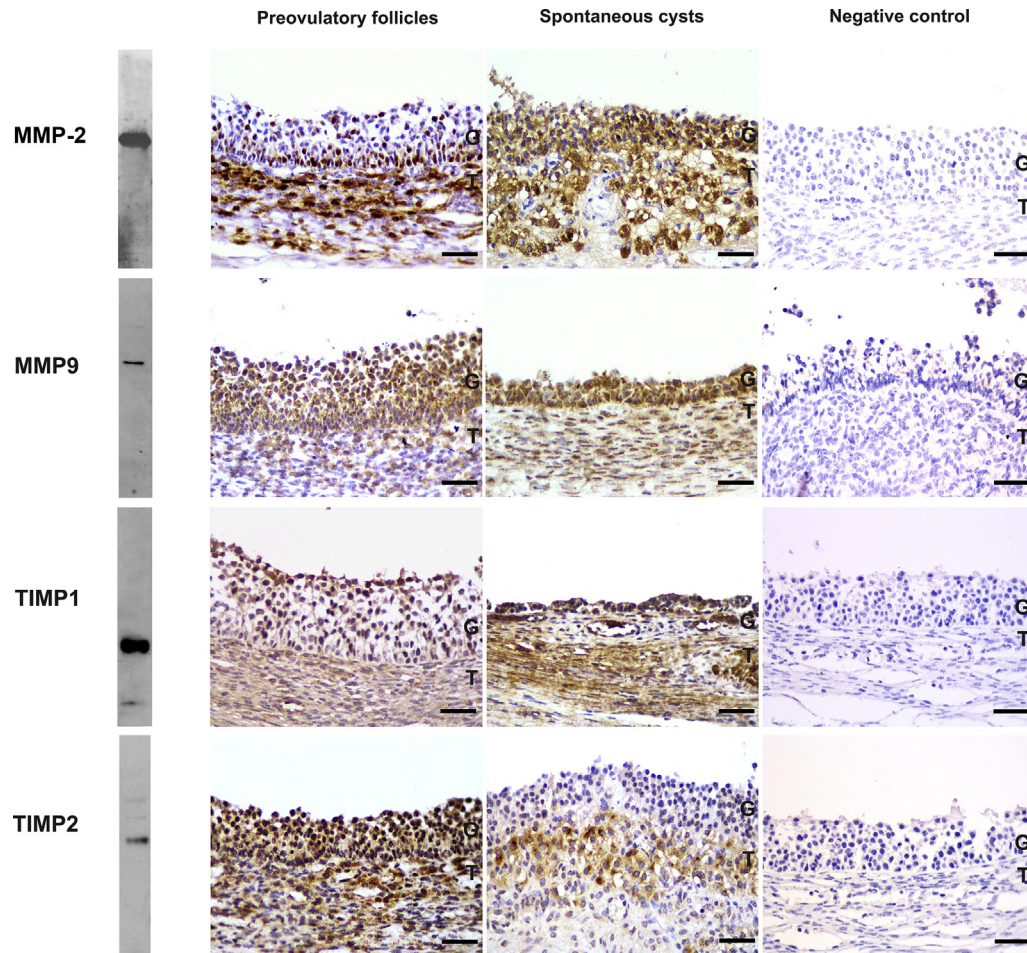 Preovulatory follicles Spontaneous cysts Negative control
MMP-2
G G G
T T T
MMP9
G G G
T T T
TIMP1
G G G
T T T
TIMP2
G G G
T T T